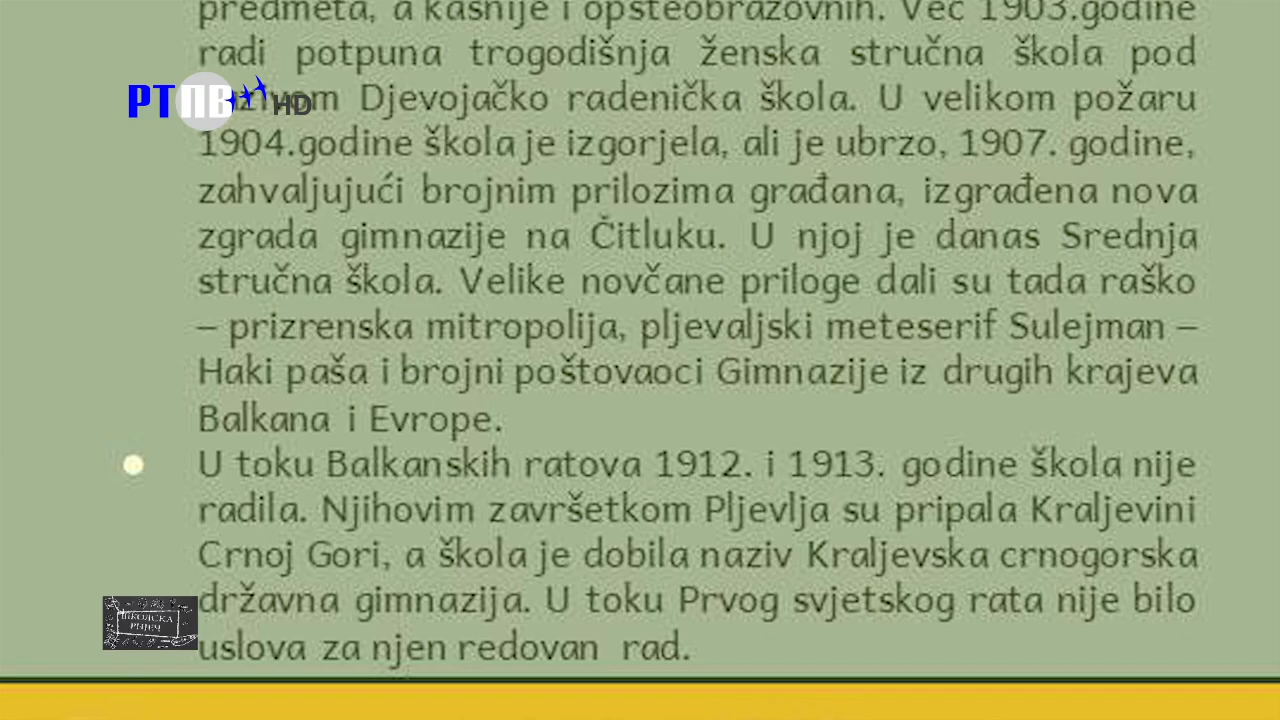 predmeta, a kasnije i opšteobrazovnih. Već 1903.godine
radi potpuna trogodišnja ženska stručna škola pod
Djevojačko radenička škola. U velikom požaru
РТПВ HD
1904.godine škola je izgorjela, ali je ubrzo, 1907. godine,
zahvaljujući brojnim prilozima građana, izgrađena nova
zgrada gimnazije na Čitluku. U njoj je danas Srednja
stručna škola. Velike novčane priloge dali su tada raško
– prizrenska mitropolija, pljevaljski meteserif Sulejman –
Haki paša i brojni poštovaoci Gimnazije iz drugih krajeva
Balkana i Evrope.
U toku Balkanskih ratova 1912. i 1913. godine škola nije
radila. Njihovim završetkom Pljevlja su pripala Kraljevini
Crnoj Gori, a škola je dobila naziv Kraljevska crnogorska
državna gimnazija. U toku Prvog svjetskog rata nije bilo
uslova za njen redovan rad.
ШКОЛСКА
РИЈЕЧ